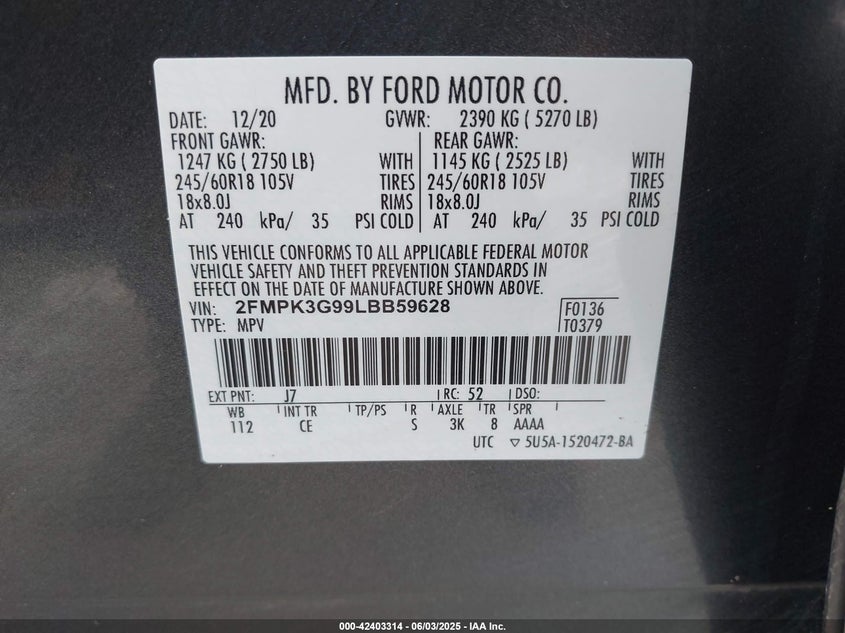 MFD. BY FORD MOTOR CO.
DATE: 12/20 GVWR: 2390 KG ( 5270 LB)
FRONT GAWR: REAR GAWR:
1247 KG ( 2750 LB) WITH 1145 KG ( 2525 LB) WITH
245/60R18 105V TIRES 245/60R18 105V TIRES
18x8.0J RIMS 18x8.0J RIMS
AT 240 kPa/ 35 PSI COLD AT 240 kPa/ 35 PSI COLD
THIS VEHICLE CONFORMS TO ALL APPLICABLE FEDERAL MOTOR
VEHICLE SAFETY AND THEFT PREVENTION STANDARDS IN
EFFECT ON THE DATE OF MANUFACTURE SHOWN ABOVE.
VIN: 2FMPK3G99LBB59628 F0136
TYPE: MPV T0379
EXT PNT: J7 RC: 52 DSO:
WB INT TR TP/PS R AXLE TR SPR
112 CE S 3K 8 AAAA
UTC ▽ 5U5A-1520472-BA
000-42403314 - 06/03/2025 - IAA Inc.